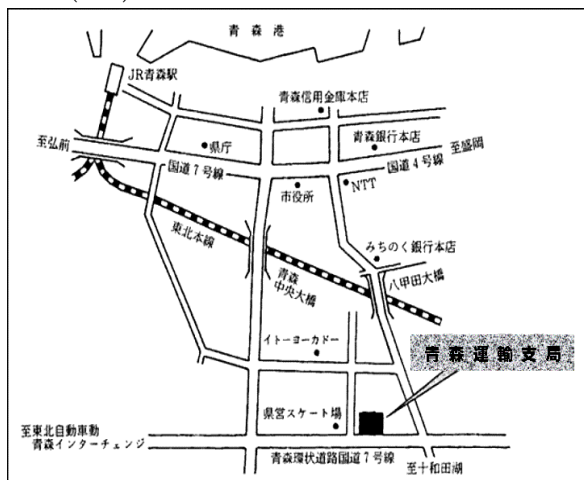 青森港
JR青森駅
青森信用金庫本店
至弘前
県庁
青森銀行本店
至盛岡
国道7号線
国道4号線
市役所
NTT
東北本線
みちのく銀行本店
青森
中央大橋
八甲田大橋
イトーヨーカドー
青森運輸支局
県営スケート場
至東北自動車動
青森インターチェンジ
青森環状道路国道7号線
至十和田湖